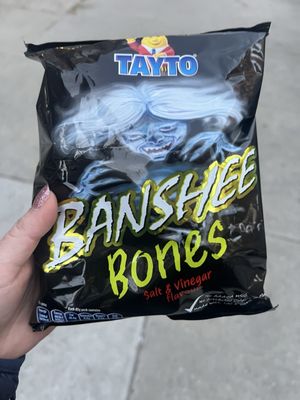 TAYTO
BANSHEE
Bones
Salt & Vinegar
Flavour